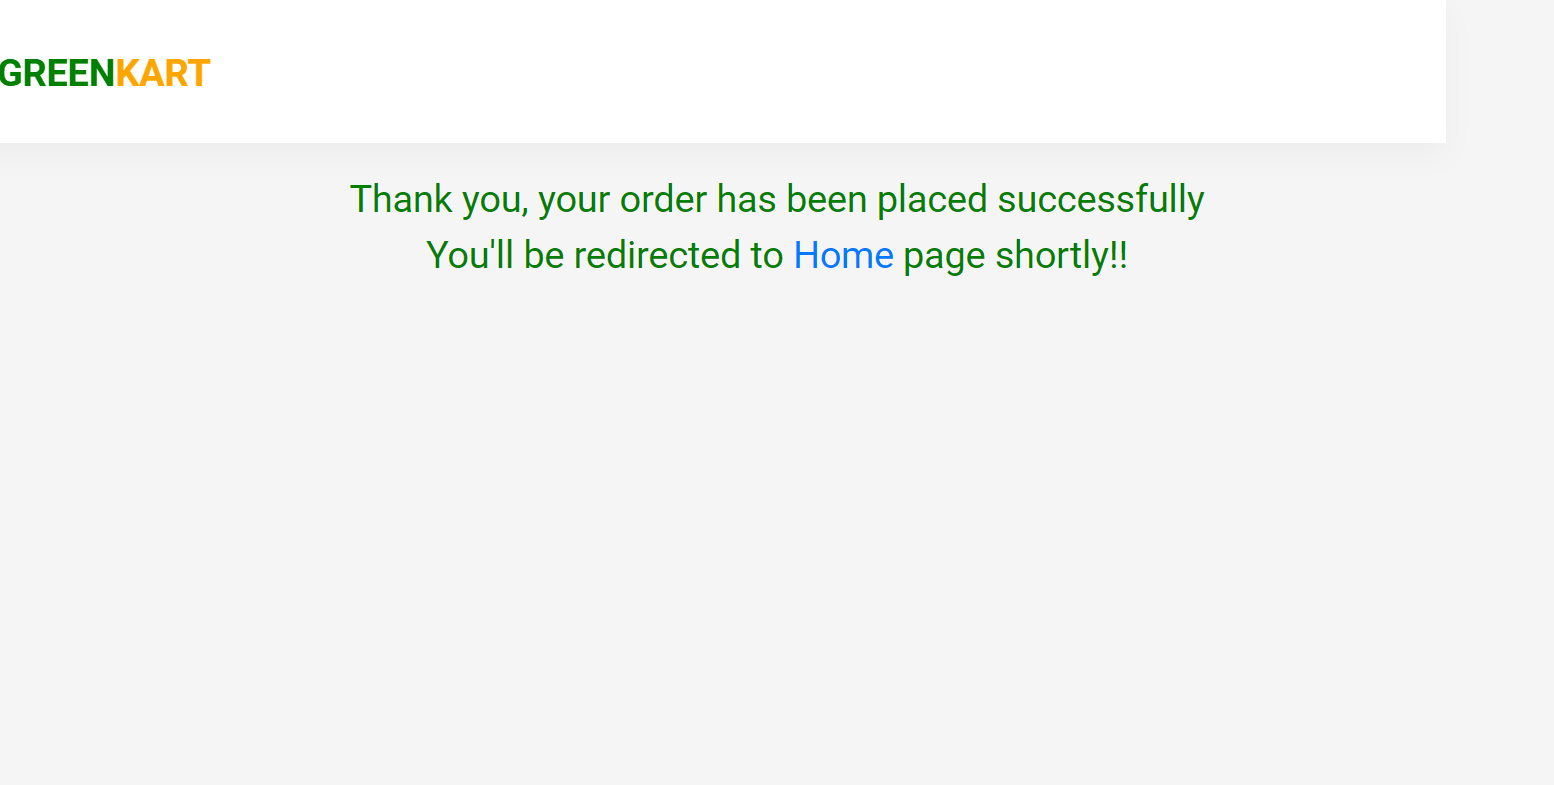 GREENKART
Thank you, your order has been placed successfully
You'll be redirected to Home page shortly!!